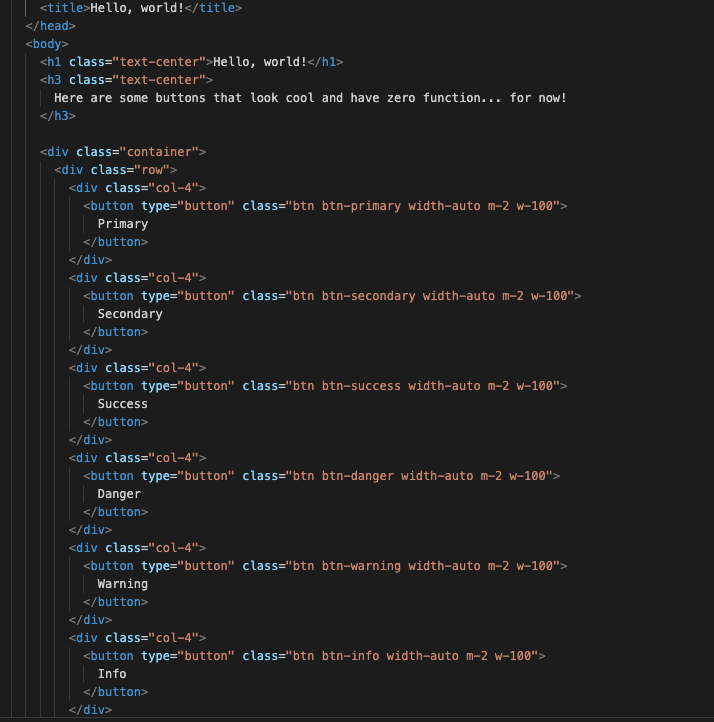 <title>Hello, world!</title>
</head>
<body>
<h1 class="text-center">Hello, world!</h1>
<h3 class="text-center">
Here are some buttons that look cool and have zero function... for now!
</h3>
<div class="container">
<div class="row">
<div class="col-4">
<button type="button" class="btn btn-primary width-auto m-2 w-100">
Primary
</button>
</div>
<div class="col-4">
<button type="button" class="btn btn-secondary width-auto m-2 w-100">
Secondary
</button>
</div>
<div class="col-4">
<button type="button" class="btn btn-success width-auto m-2 w-100">
Success
</button>
</div>
<div class="col-4">
<button type="button" class="btn btn-danger width-auto m-2 w-100">
Danger
</button>
</div>
<div class="col-4">
<button type="button" class="btn btn-warning width-auto m-2 w-100">
Warning
</button>
</div>
<div class="col-4">
<button type="button" class="btn btn-info width-auto m-2 w-100">
Info
</button>
</div>